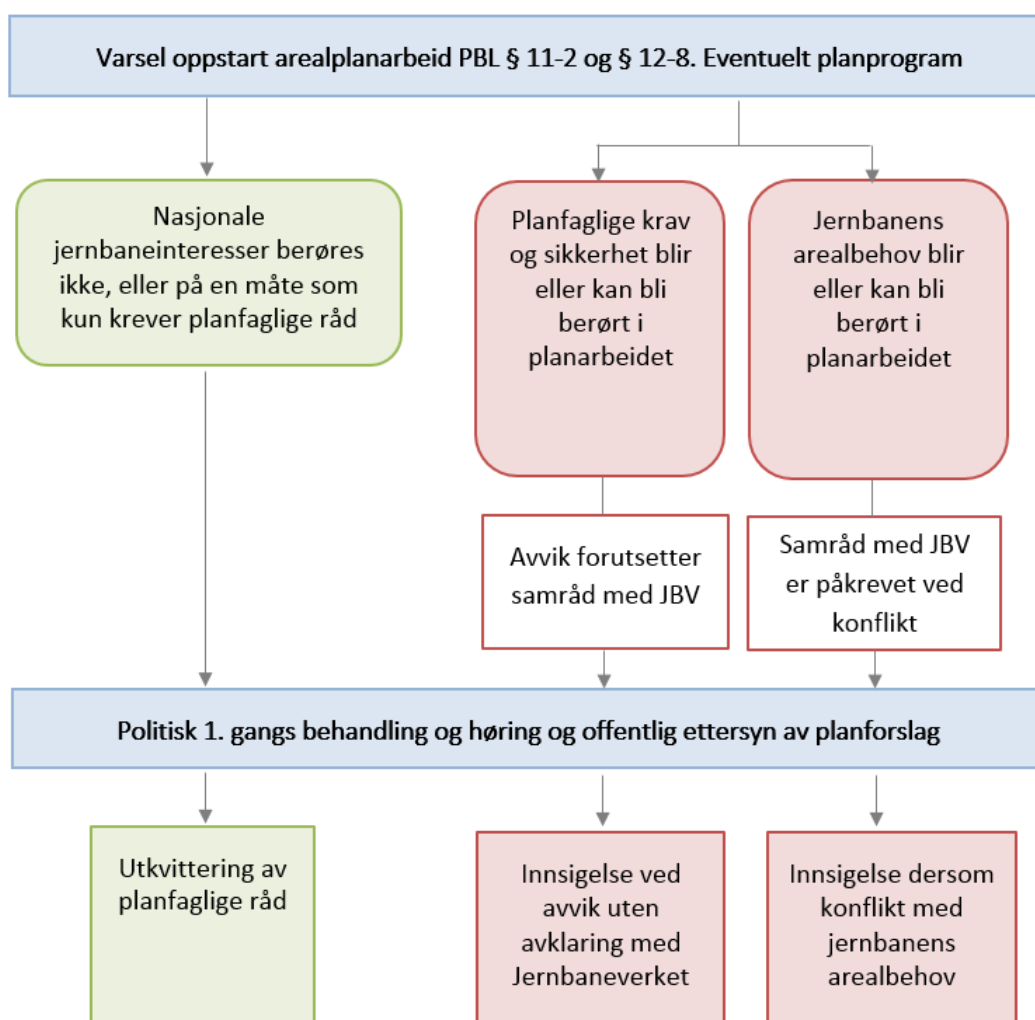 Varsel oppstart arealplanarbeid PBL § 11-2 og § 12-8. Eventuelt planprogram
Nasjonale
jernbaneinteresser berøres
ikke, eller på en måte som
kun krever planfaglige råd
Planfaglige krav
og sikkerhet blir
eller kan bli
berørt i
planarbeidet
Jernbanens
arealbehov blir
eller kan bli
berørt i
planarbeidet
Avvik forutsetter
samråd med JBV
Samråd med JBV
er påkrevet ved
konflikt
Politisk 1. gangs behandling og høring og offentlig ettersyn av planforslag
Utkvittering av
planfaglige råd
Innsigelse ved
avvik uten
avklaring med
Jernbaneverket
Innsigelse dersom
konflikt med
jernbanens
arealbehov